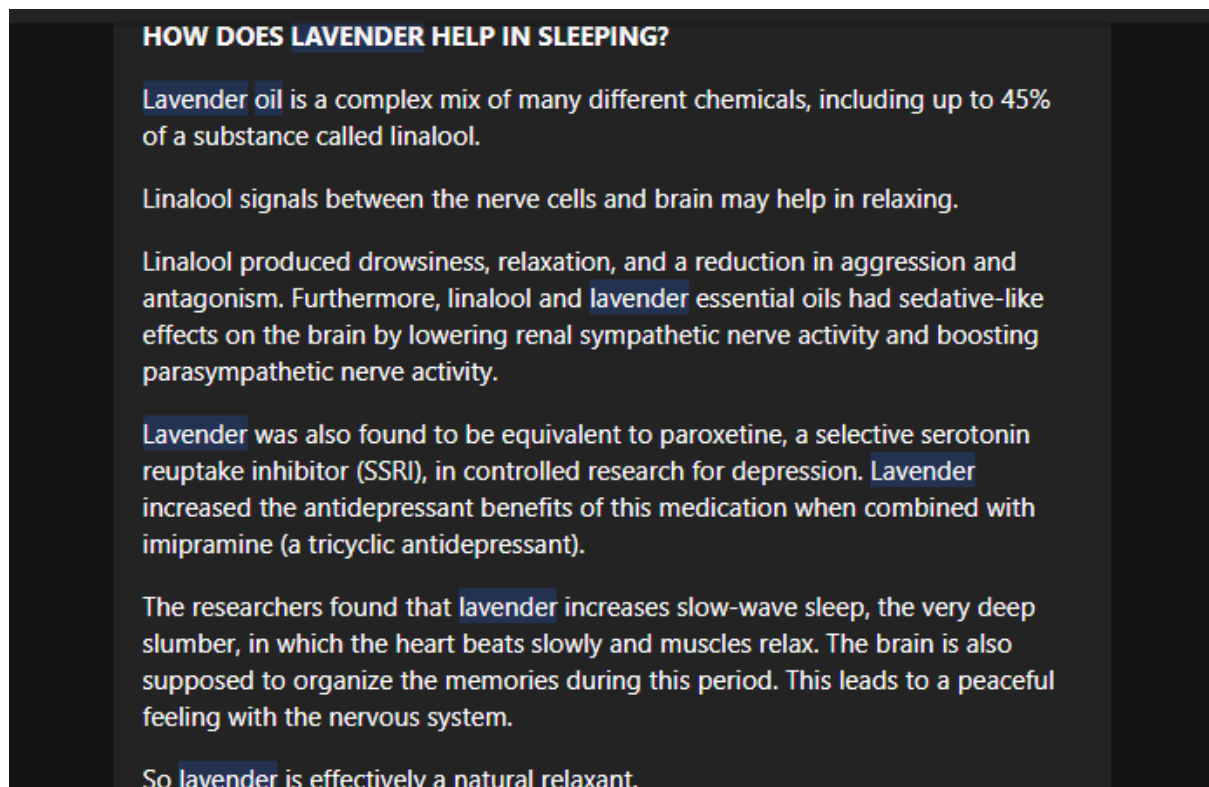 HOW DOES LAVENDER HELP IN SLEEPING?
Lavender oil is a complex mix of many different chemicals, including up to 45%
of a substance called linalool.
Linalool signals between the nerve cells and brain may help in relaxing.
Linalool produced drowsiness, relaxation, and a reduction in aggression and
antagonism. Furthermore, linalool and lavender essential oils had sedative-like
effects on the brain by lowering renal sympathetic nerve activity and boosting
parasympathetic nerve activity.
Lavender was also found to be equivalent to paroxetine, a selective serotonin
reuptake inhibitor (SSRI), in controlled research for depression. Lavender
increased the antidepressant benefits of this medication when combined with
imipramine (a tricyclic antidepressant).
The researchers found that lavender increases slow-wave sleep, the very deep
slumber, in which the heart beats slowly and muscles relax. The brain is also
supposed to organize the memories during this period. This leads to a peaceful
feeling with the nervous system.
So lavender is effectively a natural relaxant.